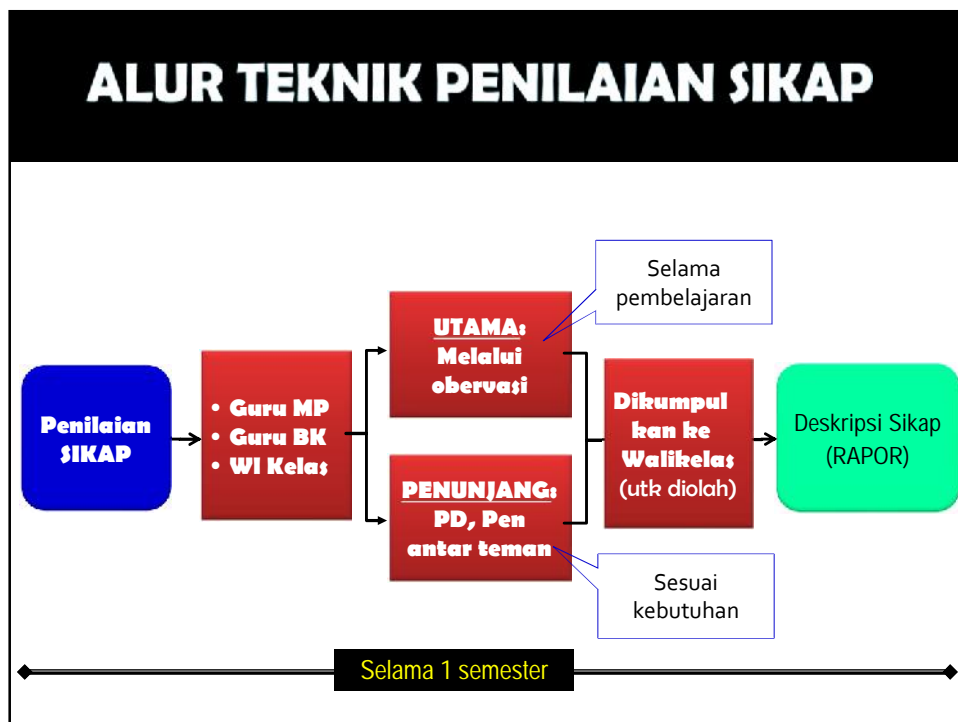 ALUR TEKNIK PENILAIAN SIKAP
Selama
pembelajaran
UTAMA:
Melalui
obervasi
Penilaian
SIKAP
• Guru MP
• Guru BK
• Wl Kelas
Dikumpul
kan ke
Walikelas
(utk diolah)
Deskripsi Sikap
(RAPOR)
PENUNJANG:
PD, Pen
antar teman
Sesuai
kebutuhan
Selama 1 semester